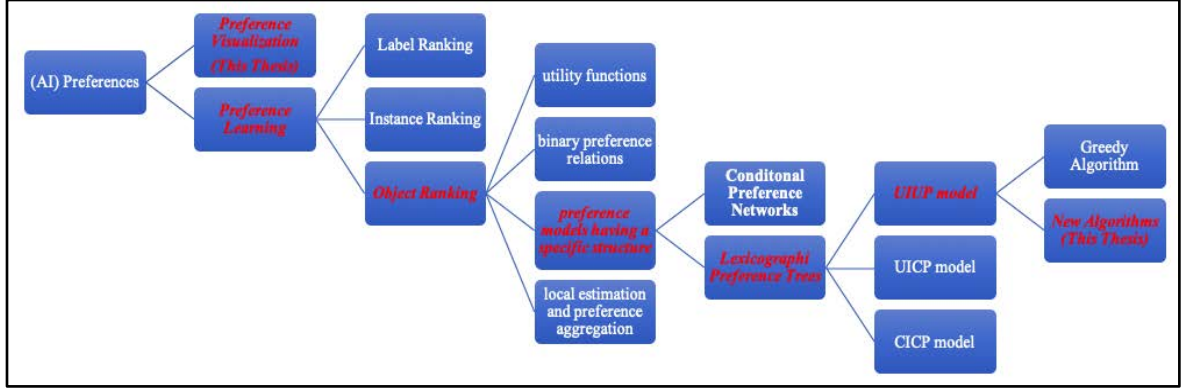 (AI) Preferences
Preference
Visualization
(This Thesis)
Preference
Learning
Label Ranking
Instance Ranking
Object Ranking
utility functions
binary preference
relations
preference
models having a
specific structure
local estimation
and preference
aggregation
Conditonal
Preference
Networks
Lexicographi
Preference Trees
UIUP model
UICP model
CICP model
Greedy
Algorithm
New Algorithms
(This Thesis)